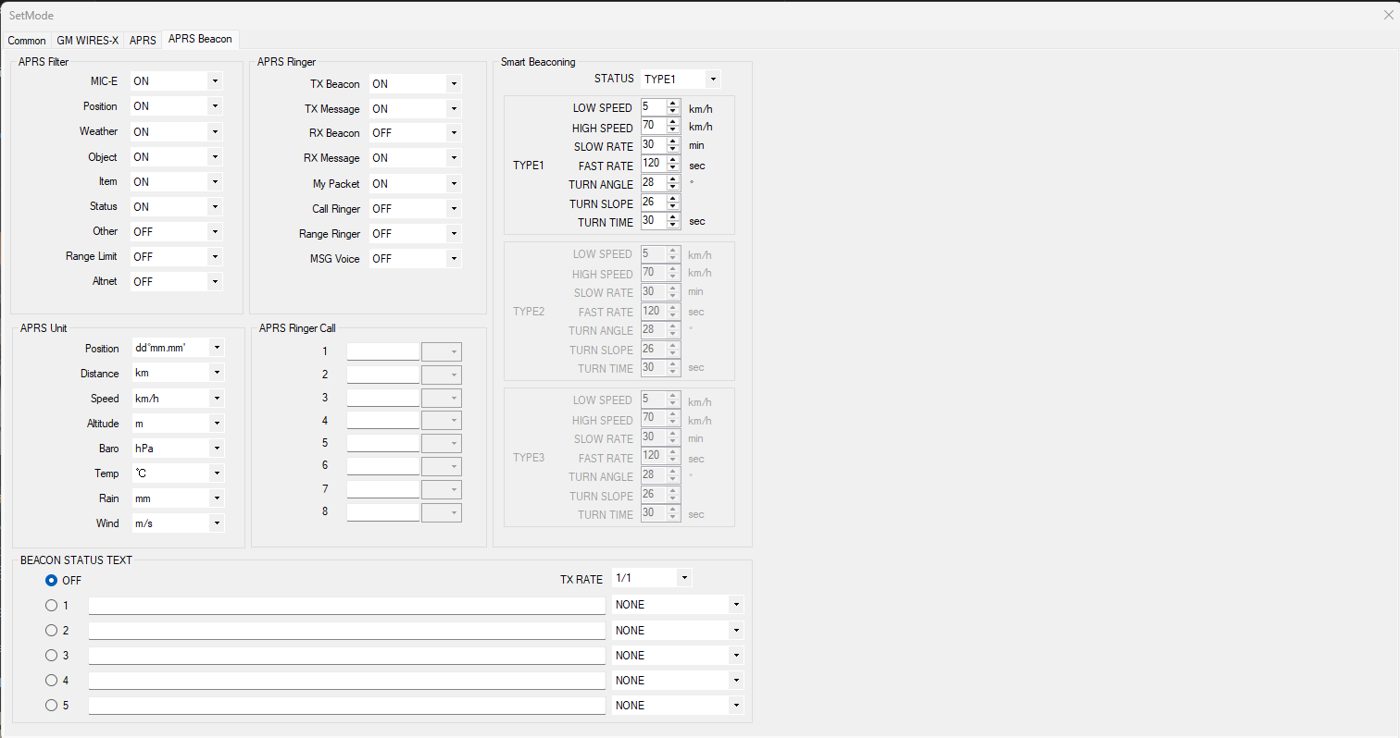 SetMode
Common GM WIRES-X APRS APRS Beacon
APRS Filter
MIC-E ON
Position ON
Weather ON
Object ON
Item ON
Status ON
Other OFF
Range Limit OFF
Altnet OFF
APRS Ringer
TX Beacon ON
TX Message ON
RX Beacon OFF
RX Message ON
My Packet ON
Call Ringer OFF
Range Ringer OFF
MSG Voice OFF
Smart Beaconing
STATUS TYPE1
TYPE1
LOW SPEED 5 km/h
HIGH SPEED 70 km/h
SLOW RATE 30 min
FAST RATE 120 sec
TURN ANGLE 28 °
TURN SLOPE 26
TURN TIME 30 sec
TYPE2
LOW SPEED 5 km/h
HIGH SPEED 70 km/h
SLOW RATE 30 min
FAST RATE 120 sec
TURN ANGLE 28 °
TURN SLOPE 26
TURN TIME 30 sec
TYPE3
LOW SPEED 5 km/h
HIGH SPEED 70 km/h
SLOW RATE 30 min
FAST RATE 120 sec
TURN ANGLE 28 °
TURN SLOPE 26
TURN TIME 30 sec
APRS Unit
Position dd°mm.mm'
Distance km
Speed km/h
Altitude m
Baro hPa
Temp °C
Rain mm
Wind m/s
APRS Ringer Call
1
2
3
4
5
6
7
8
BEACON STATUS TEXT
OFF TX RATE 1/1
1 NONE
2 NONE
3 NONE
4 NONE
5 NONE